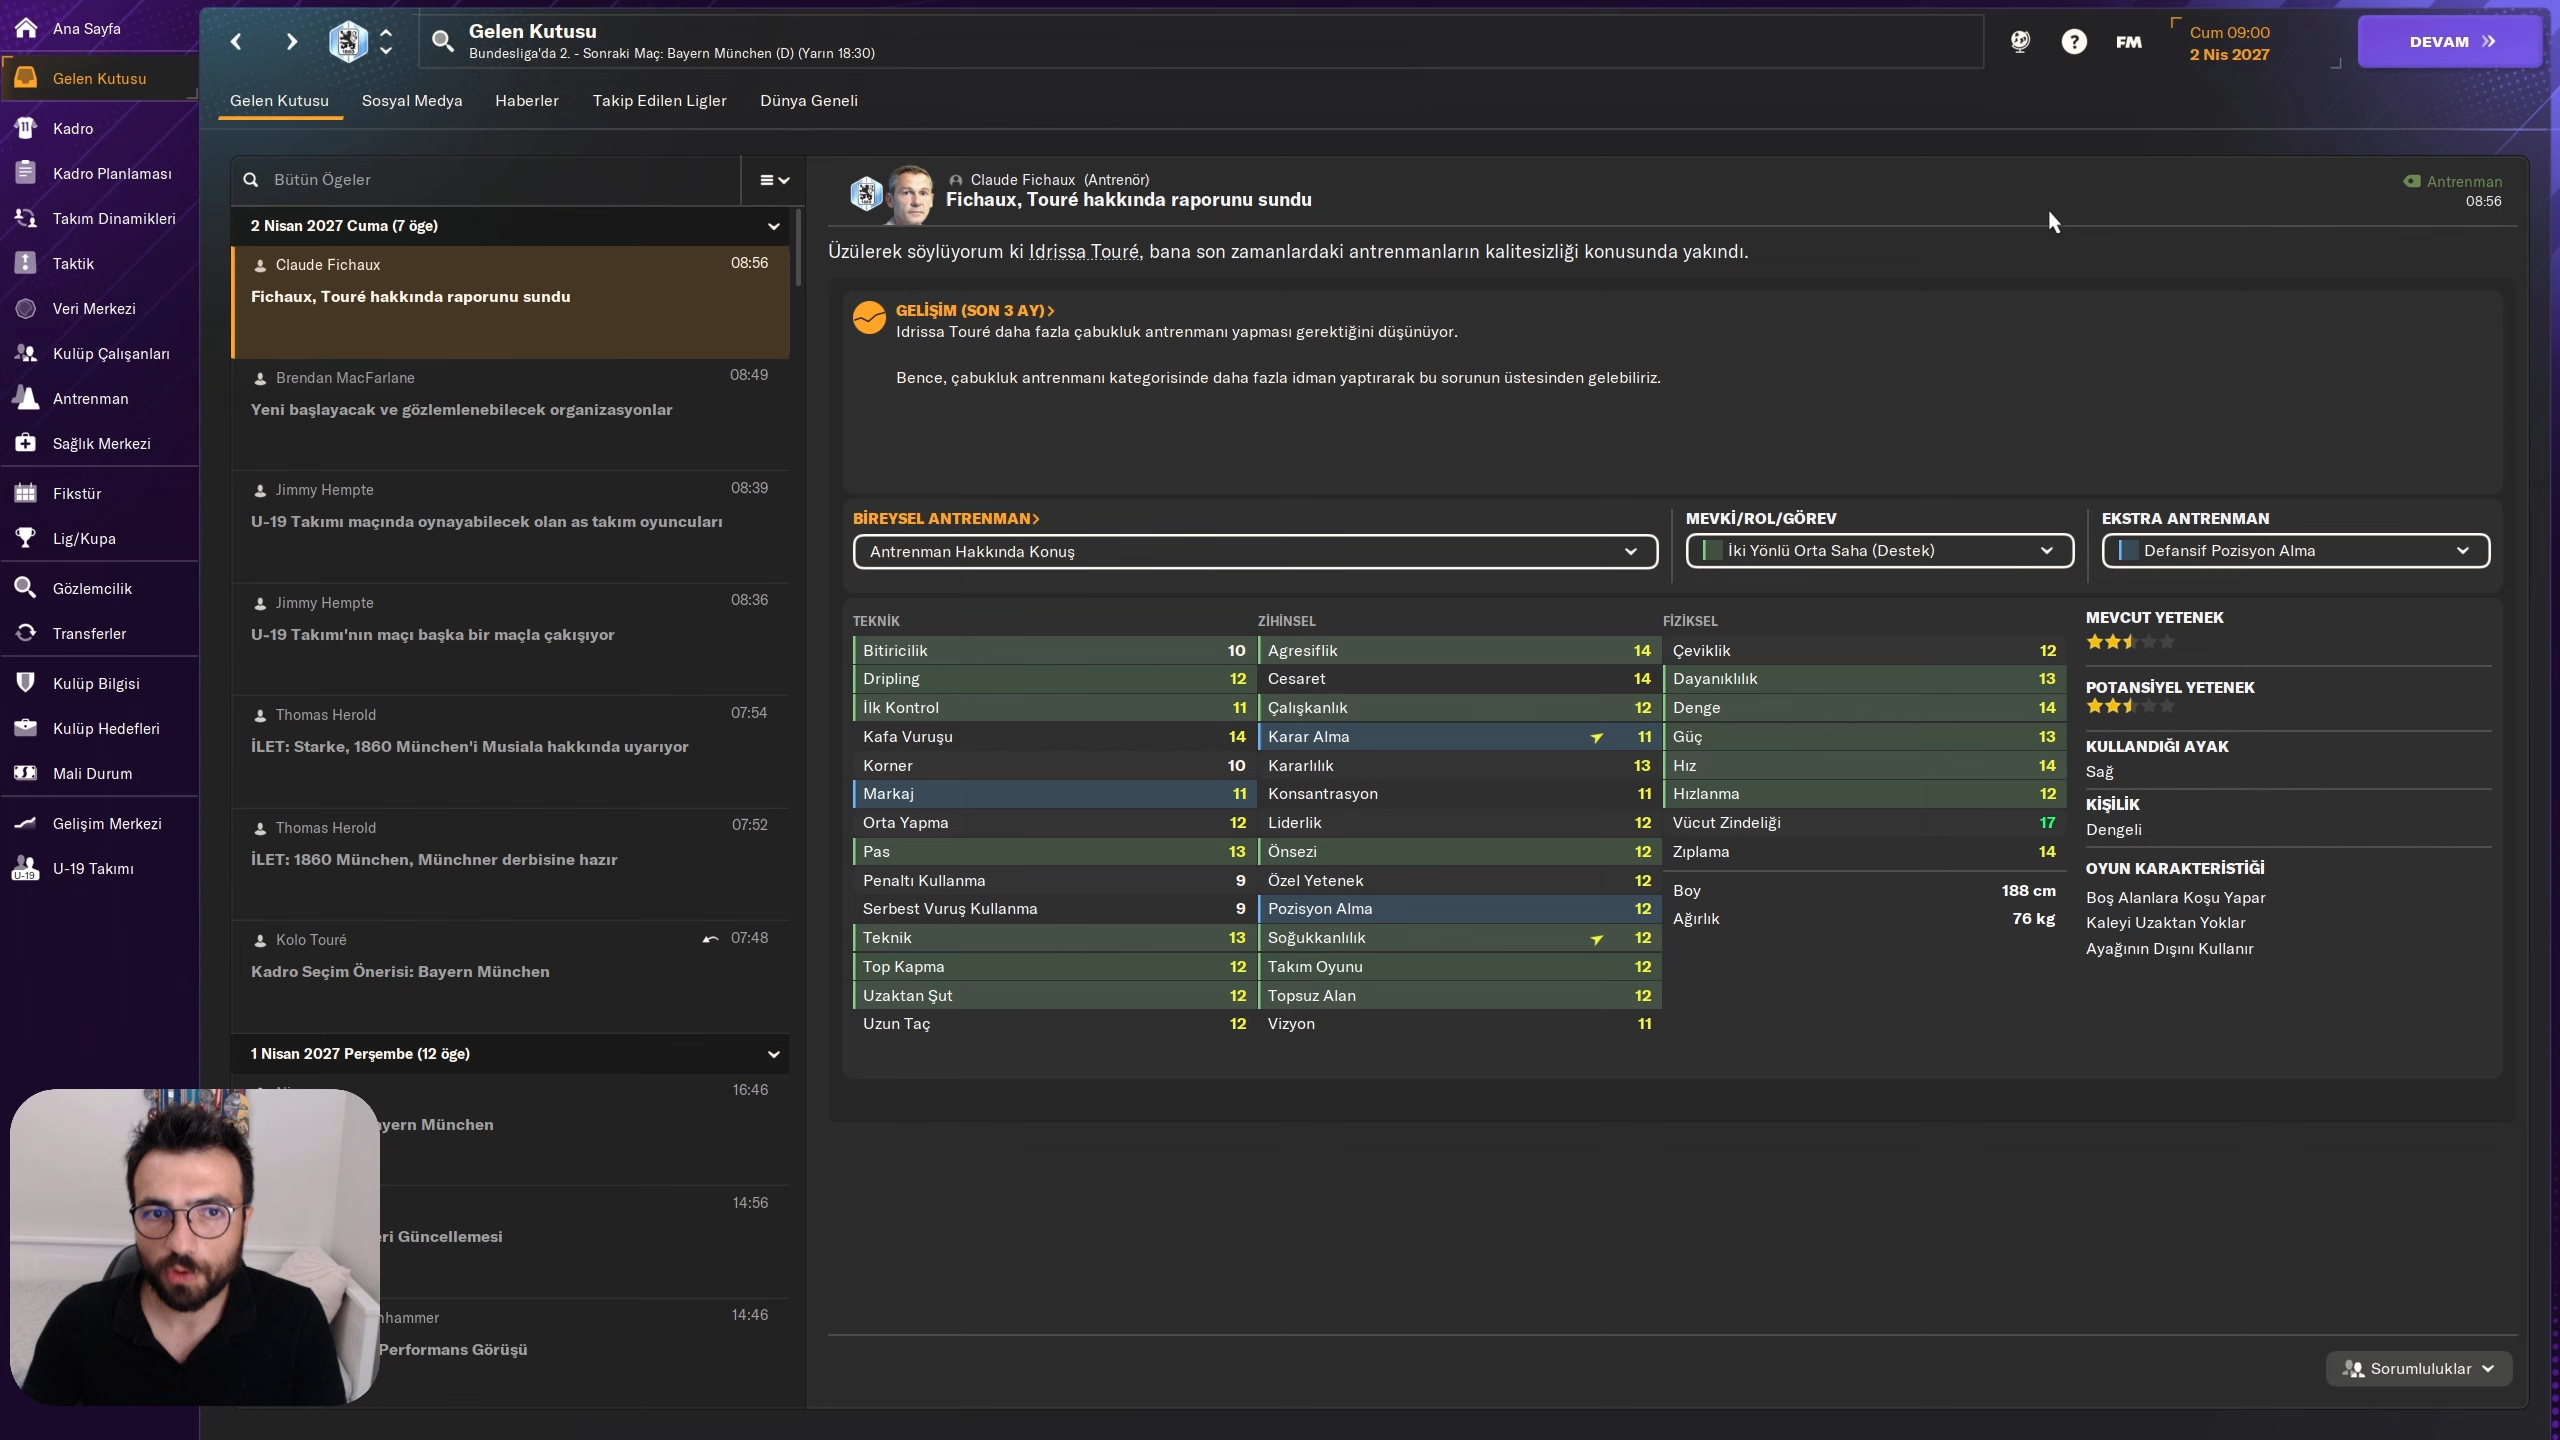 Ana Sayfa
Gelen Kutusu
Kadro
Kadro Planlaması
Takım Dinamikleri
Taktik
Veri Merkezi
Kulüp Çalışanları
Antrenman
Sağlık Merkezi
Fikstür
Lig/Kupa
Gözlemcilik
Transferler
Kulüp Bilgisi
Kulüp Hedefleri
Mali Durum
Gelişim Merkezi
U-19 U-19 Takımı
Gelen Kutusu
Bundesliga'da 2. - Sonraki Maç: Bayern München (D) (Yarın 18:30)
FM
Cum 09:00
2 Nis 2027
DEVAM
Gelen Kutusu Sosyal Medya Haberler Takip Edilen Ligler Dünya Geneli
Bütün Ögeler
2 Nisan 2027 Cuma (7 öge)
Claude Fichaux 08:56
Fichaux, Touré hakkında raporunu sundu
Brendan MacFarlane 08:49
Yeni başlayacak ve gözlemlenebilecek organizasyonlar
Jimmy Hempte 08:39
U-19 Takımı maçında oynayabilecek olan as takım oyuncuları
Jimmy Hempte 08:36
U-19 Takımı'nın maçı başka bir maçla çakışıyor
Thomas Herold 07:54
İLET: Starke, 1860 München'i Musiala hakkında uyarıyor
Thomas Herold 07:52
İLET: 1860 München, Münchner derbisine hazır
Kolo Touré 07:48
Kadro Seçim Önerisi: Bayern München
1 Nisan 2027 Perşembe (12 öge)
16:46
ayern München
14:56
eri Güncellemesi
nhammer 14:46
Performans Görüşü
Claude Fichaux (Antrenör)
Fichaux, Touré hakkında raporunu sundu
Antrenman
08:56
Üzülerek söylüyorum ki Idrissa Touré, bana son zamanlardaki antrenmanların kalitesizliği konusunda yakındı.
GELİŞİM (SON 3 AY)
Idrissa Touré daha fazla çabukluk antrenmanı yapması gerektiğini düşünüyor.
Bence, çabukluk antrenmanı kategorisinde daha fazla idman yaptırarak bu sorunun üstesinden gelebiliriz.
BİREYSEL ANTRENMAN
Antrenman Hakkında Konuş
MEVKİ/ROL/GÖREV
İki Yönlü Orta Saha (Destek)
EKSTRA ANTRENMAN
Defansif Pozisyon Alma
TEKNİK
Bitiricilik 10
Dripling 12
İlk Kontrol 11
Kafa Vuruşu 14
Korner 10
Markaj 11
Orta Yapma 12
Pas 13
Penaltı Kullanma 9
Serbest Vuruş Kullanma 9
Teknik 13
Top Kapma 12
Uzaktan Şut 12
Uzun Taç 12
ZİHİNSEL
Agresiflik 14
Cesaret 14
Çalışkanlık 12
Karar Alma 11
Kararlılık 13
Konsantrasyon 11
Liderlik 12
Önsezi 12
Özel Yetenek 12
Pozisyon Alma 12
Soğukkanlılık 12
Takım Oyunu 12
Topsuz Alan 12
Vizyon 11
FİZİKSEL
Çeviklik 12
Dayanıklılık 13
Denge 14
Güç 13
Hız 14
Hızlanma 12
Vücut Zindeliği 17
Zıplama 14
Boy 188 cm
Ağırlık 76 kg
MEVCUT YETENEK
POTANSİYEL YETENEK
KULLANDIĞI AYAK
Sağ
KİŞİLİK
Dengeli
OYUN KARAKTERİSTİĞİ
Boş Alanlara Koşu Yapar
Kaleyi Uzaktan Yoklar
Ayağının Dışını Kullanır
Sorumluluklar